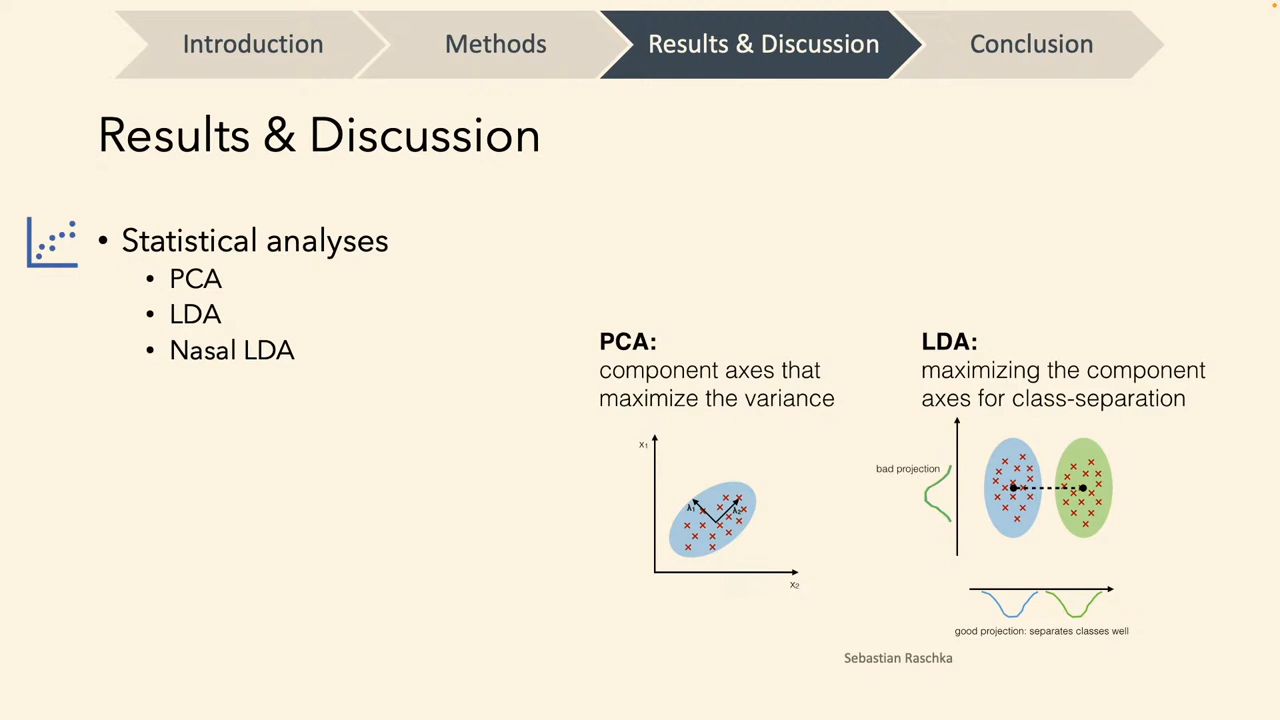 Introduction
Methods
Results & Discussion
Conclusion
Results & Discussion
• Statistical analyses
• PCA
• LDA
• Nasal LDA
PCA:
component axes that
maximize the variance
x₁
λ₁
λ₂
x₂
LDA:
maximizing the component
axes for class-separation
bad projection
good projection: separates classes well
Sebastian Raschka